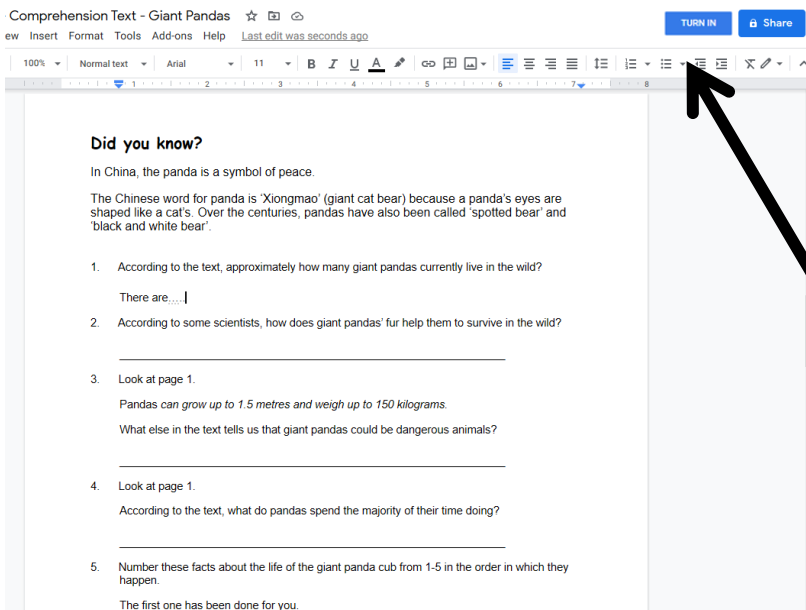 Comprehension Text - Giant Pandas
TURN IN
Share
ew Insert Format Tools Add-ons Help Last edit was seconds ago
100% Normal text Arial 11 B I U A
1 2 3 4 5 6 7 8
Did you know?
In China, the panda is a symbol of peace.
The Chinese word for panda is ‘Xiongmao’ (giant cat bear) because a panda’s eyes are
shaped like a cat’s. Over the centuries, pandas have also been called ‘spotted bear’ and
‘black and white bear’.
1. According to the text, approximately how many giant pandas currently live in the wild?
There are.....
2. According to some scientists, how does giant pandas’ fur help them to survive in the wild?
3. Look at page 1.
Pandas can grow up to 1.5 metres and weigh up to 150 kilograms.
What else in the text tells us that giant pandas could be dangerous animals?
4. Look at page 1.
According to the text, what do pandas spend the majority of their time doing?
5. Number these facts about the life of the giant panda cub from 1-5 in the order in which they
happen.
The first one has been done for you.